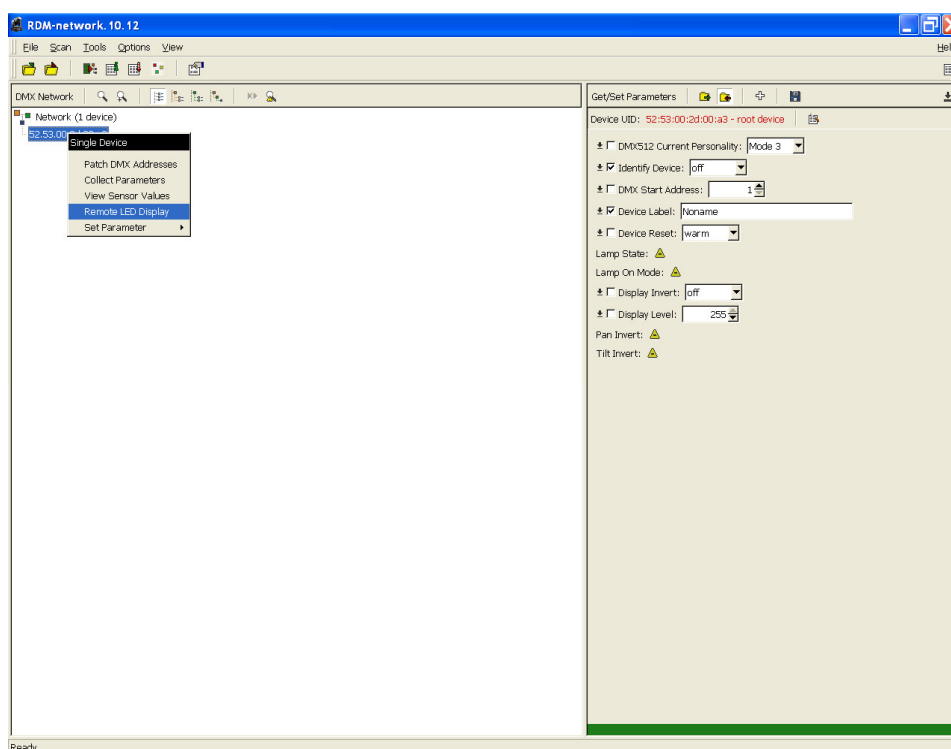 RDM-network. 10. 12
File Scan Tools Options View
DMX Network
Network (1 device)
52.53.00
Single Device
Patch DMX Addresses
Collect Parameters
View Sensor Values
Remote LED Display
Set Parameter
Get/Set Parameters
Device UID: 52:53:00:2d:00:a3 - root device
DMX512 Current Personality: Mode 3
Identify Device: off
DMX Start Address: 1
Device Label: Noname
Device Reset: warm
Lamp State:
Lamp On Mode:
Display Invert: off
Display Level: 255
Pan Invert:
Tilt Invert:
Ready